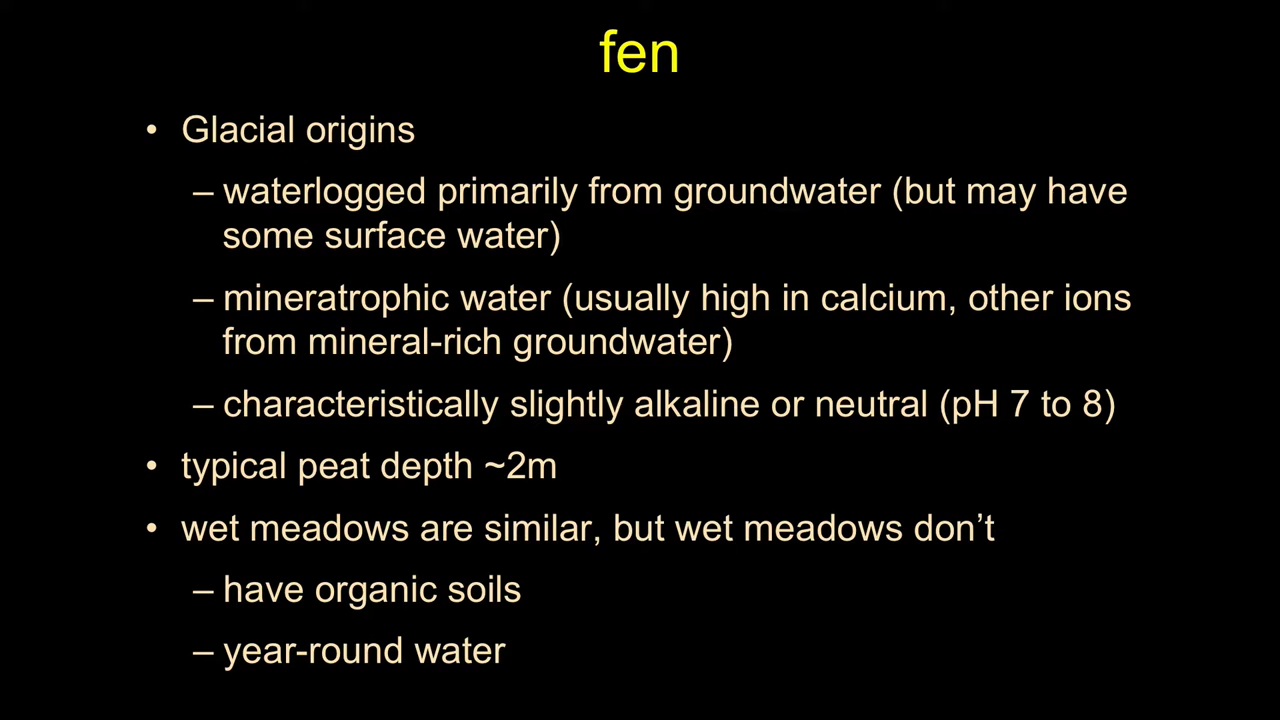 fen
• Glacial origins
– waterlogged primarily from groundwater (but may have
some surface water)
– mineratrophic water (usually high in calcium, other ions
from mineral-rich groundwater)
– characteristically slightly alkaline or neutral (pH 7 to 8)
• typical peat depth ~2m
• wet meadows are similar, but wet meadows don’t
– have organic soils
– year-round water